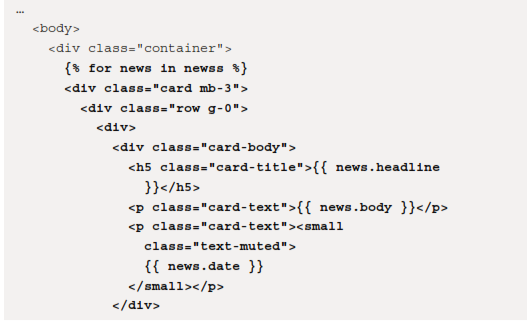 …
<body>
<div class="container">
{% for news in newss %}
<div class="card mb-3">
<div class="row g-0">
<div>
<div class="card-body">
<h5 class="card-title">{{ news.headline
}}</h5>
<p class="card-text">{{ news.body }}</p>
<p class="card-text"><small
class="text-muted">
{{ news.date }}
</small></p>
</div>